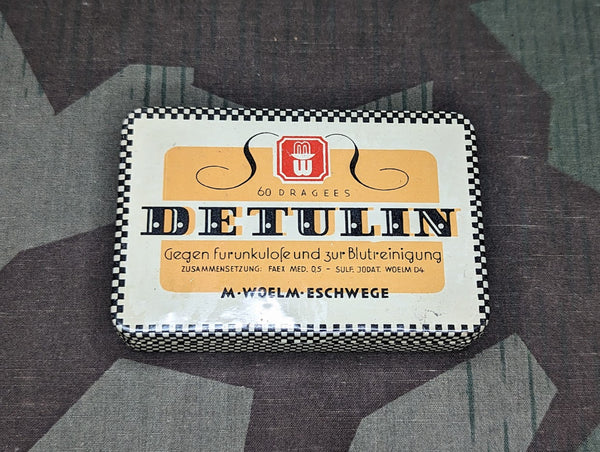 W
60 DRAGEES
DETULIN
Gegen Furunkulose und zur Blutreinigung
ZUSAMMENSETZUNG: FAEX MED. 0,5 - SULF. JODAT. WOELM D4
M·WOELM·ESCHWEGE